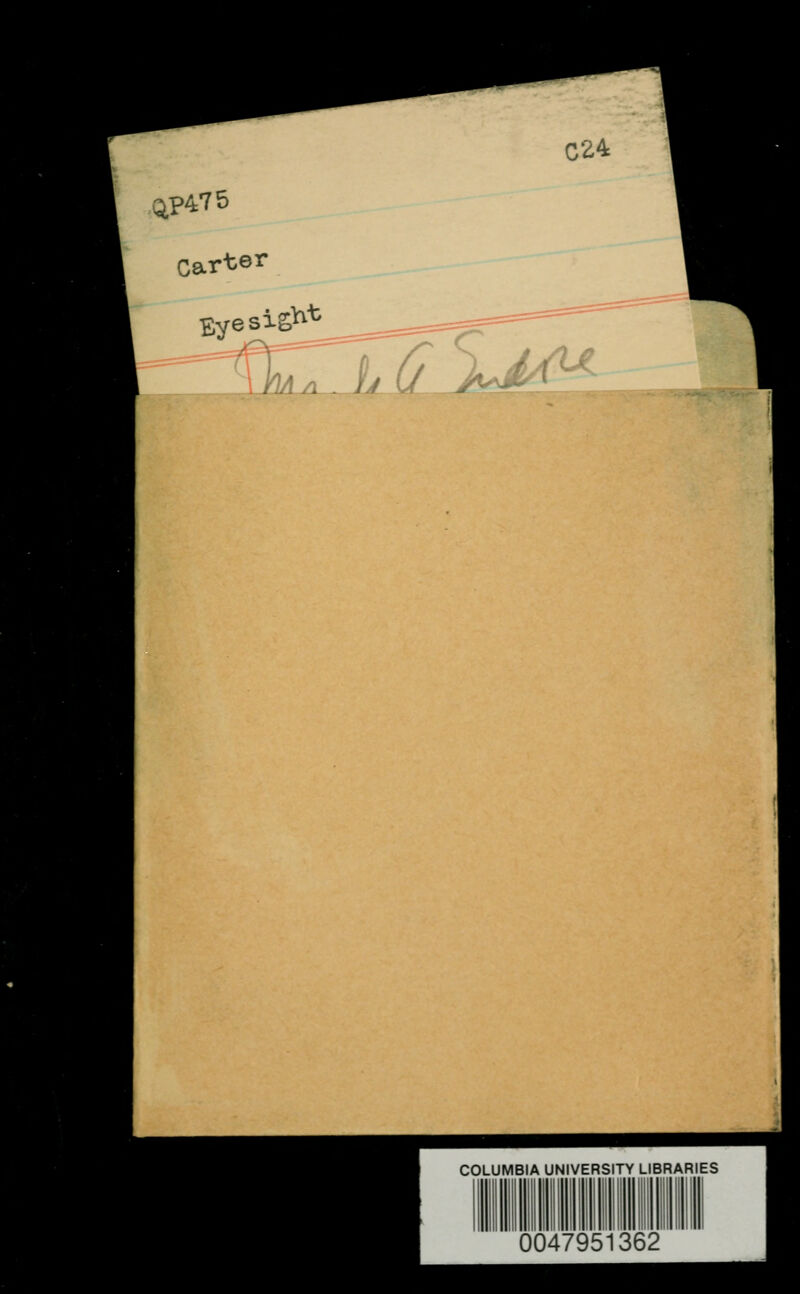 C24
QP475
Carter
Eyesight
COLUMBIA UNIVERSITY LIBRARIES
0047951362